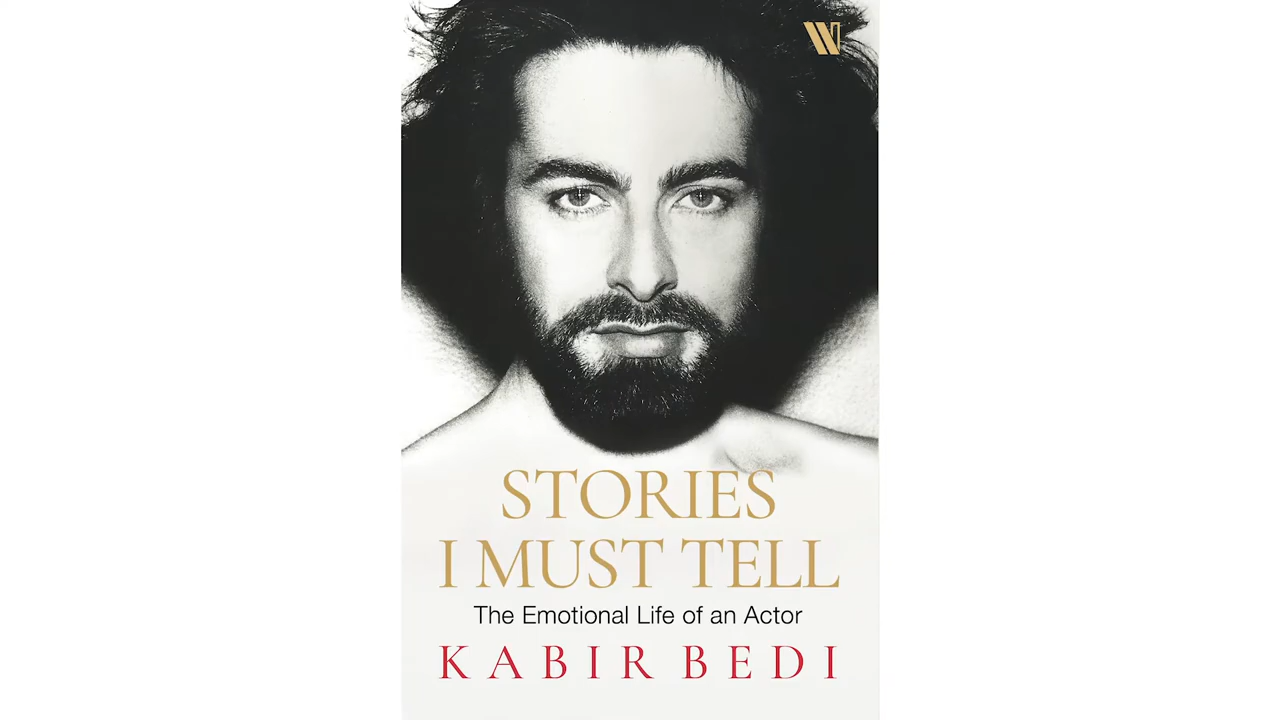 STORIES
I MUST TELL
The Emotional Life of an Actor
KABIR BEDI